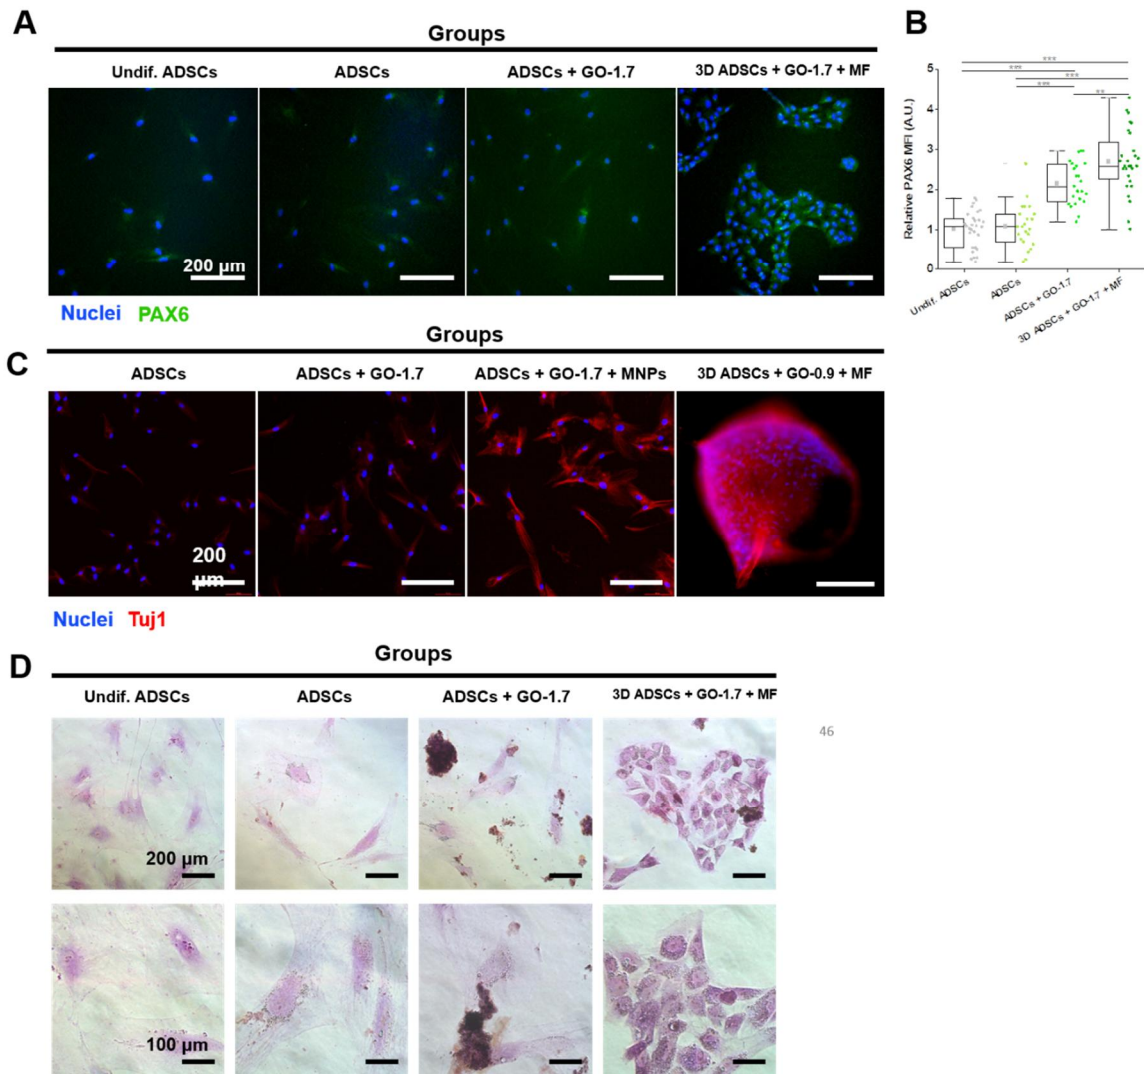 A
Groups
Undif. ADSCs
ADSCs
ADSCs + GO-1.7
3D ADSCs + GO-1.7 + MF
200 µm
Nuclei PAX6
B
Relative PAX6 MFI (A.U.)
5
4
3
2
1
0
***
***
***
***
**
Undif. ADSCs
ADSCs
ADSCs + GO-1.7
3D ADSCs + GO-1.7 + MF
C
Groups
ADSCs
ADSCs + GO-1.7
ADSCs + GO-1.7 + MNPs
3D ADSCs + GO-0.9 + MF
200
µm
Nuclei Tuj1
D
Groups
Undif. ADSCs
ADSCs
ADSCs + GO-1.7
3D ADSCs + GO-1.7 + MF
200 µm
100 µm
46